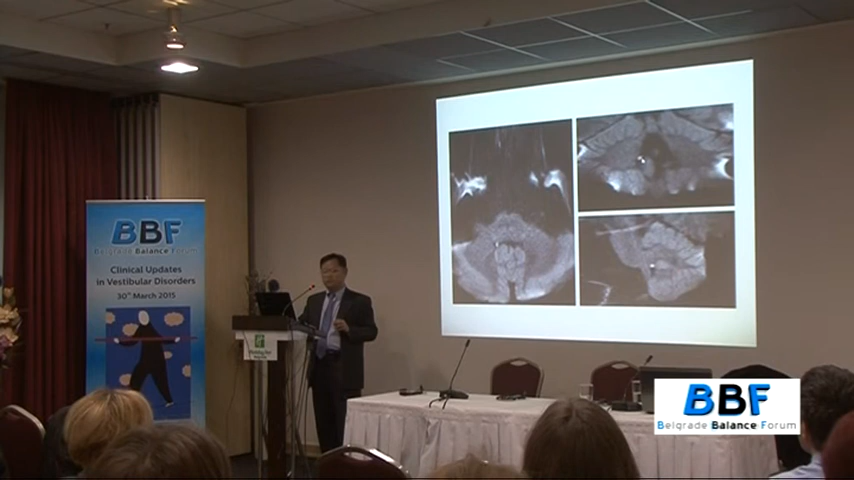 BBF
Belgrade Balance Forum
Clinical Updates
in Vestibular Disorders
30th March 2015
BBF
Belgrade Balance Forum